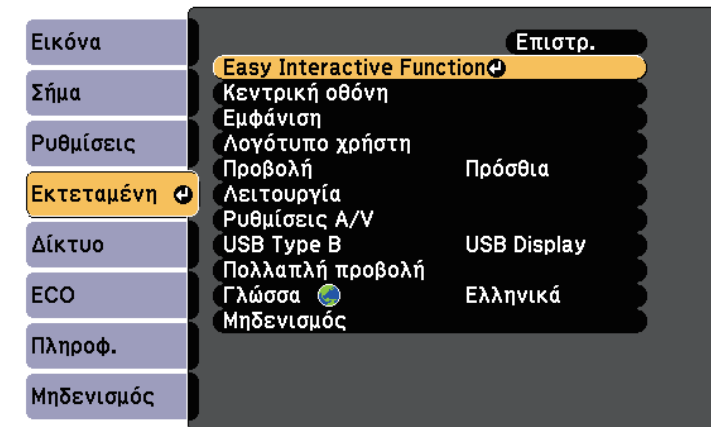 Εικόνα
Σήμα
Ρυθμίσεις
Εκτεταμένη
Δίκτυο
ECO
Πληροφ.
Μηδενισμός
Επιστρ.
Easy Interactive Function
Κεντρική οθόνη
Εμφάνιση
Λογότυπο χρήστη
Προβολή Πρόσθια
Λειτουργία
Ρυθμίσεις A/V
USB Type B USB Display
Πολλαπλή προβολή
Γλώσσα Ελληνικά
Μηδενισμός